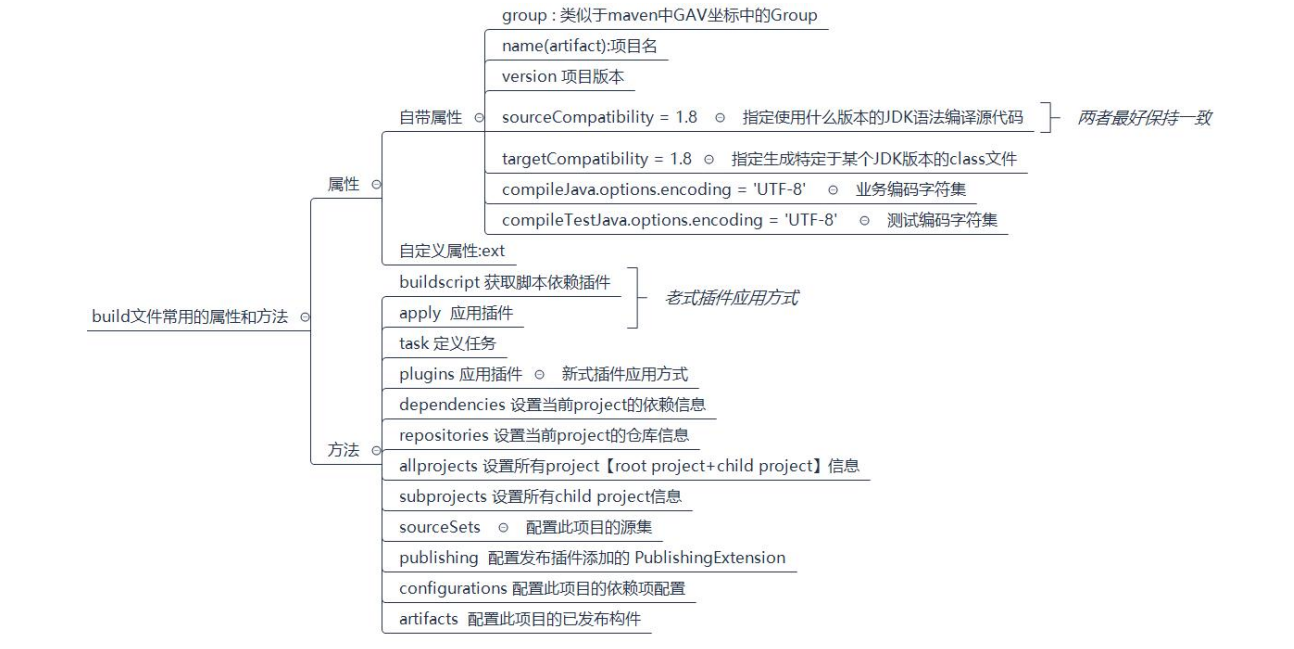 group : 类似于maven中GAV坐标中的Group
name(artifact):项目名
version 项目版本
自带属性
sourceCompatibility = 1.8 指定使用什么版本的JDK语法编译源代码 两者最好保持一致
targetCompatibility = 1.8 指定生成特定于某个JDK版本的class文件
属性
compileJava.options.encoding = 'UTF-8' 业务编码字符集
compileTestJava.options.encoding = 'UTF-8' 测试编码字符集
自定义属性:ext
buildscript 获取脚本依赖插件
老式插件应用方式
apply 应用插件
build文件常用的属性和方法
task 定义任务
plugins 应用插件 新式插件应用方式
dependencies 设置当前project的依赖信息
repositories 设置当前project的仓库信息
方法
allprojects 设置所有project【root project+child project】信息
subprojects 设置所有child project信息
sourceSets 配置此项目的源集
publishing 配置发布插件添加的 PublishingExtension
configurations 配置此项目的依赖项配置
artifacts 配置此项目的已发布构件